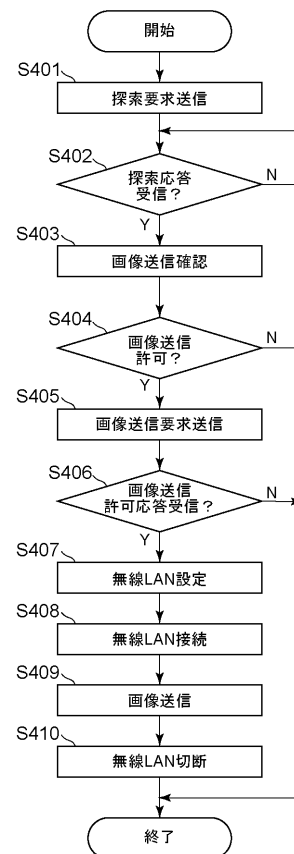 開始
S401
探索要求送信
S402
探索応答
受信？
N
Y
S403
画像送信確認
S404
画像送信
許可？
N
Y
S405
画像送信要求送信
S406
画像送信
許可応答受信？
N
Y
S407
無線LAN設定
S408
無線LAN接続
S409
画像送信
S410
無線LAN切断
終了